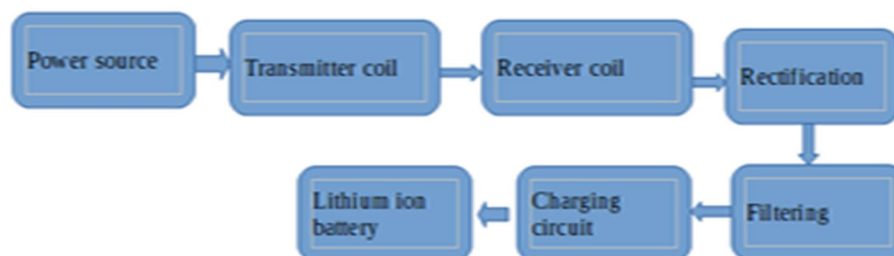 Power source
Transmitter coil
Receiver coil
Rectification
Filtering
Charging
circuit
Lithium ion
battery